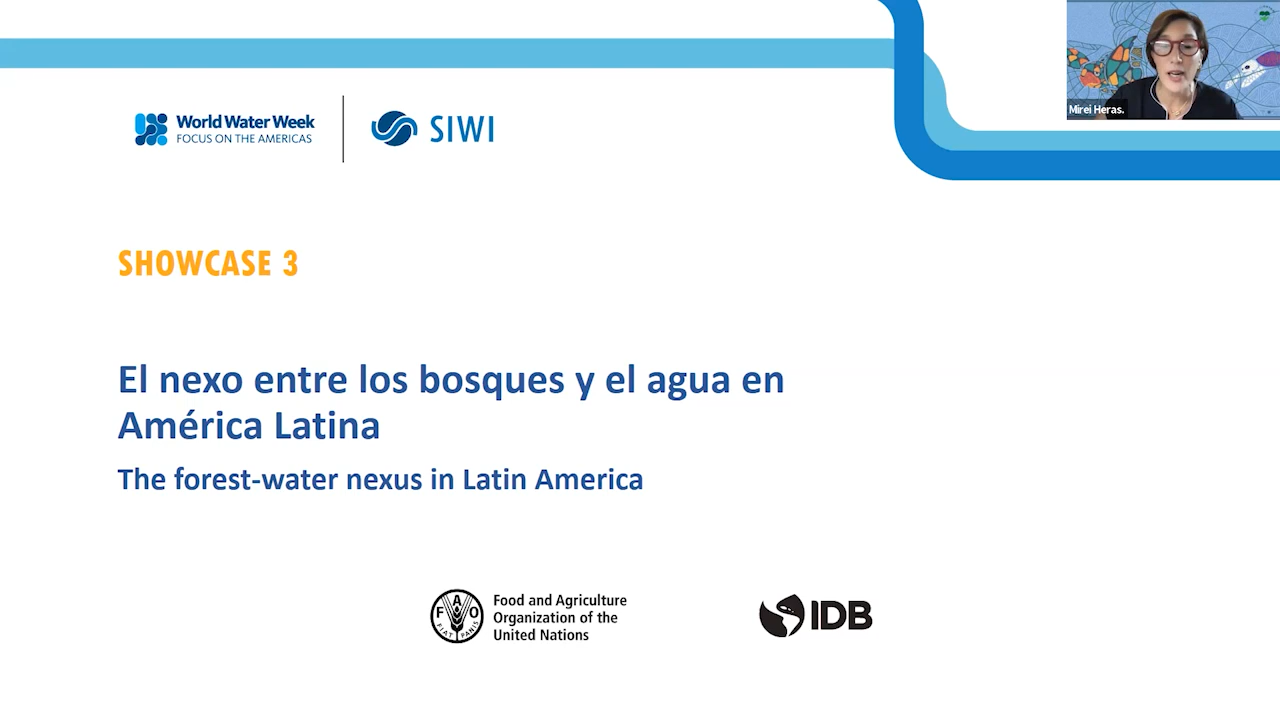 World Water Week
FOCUS ON THE AMERICAS
SIWI
Mirei Heras.
SHOWCASE 3
El nexo entre los bosques y el agua en
América Latina
The forest-water nexus in Latin America
F A O
FIAT PANIS
Food and Agriculture
Organization of the
United Nations
IDB